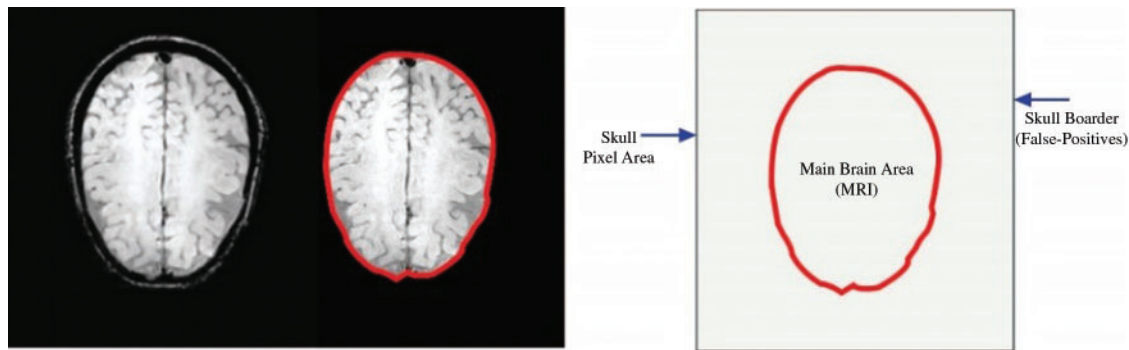 Skull
Pixel Area
Main Brain Area
(MRI)
Skull Boarder
(False-Positives)